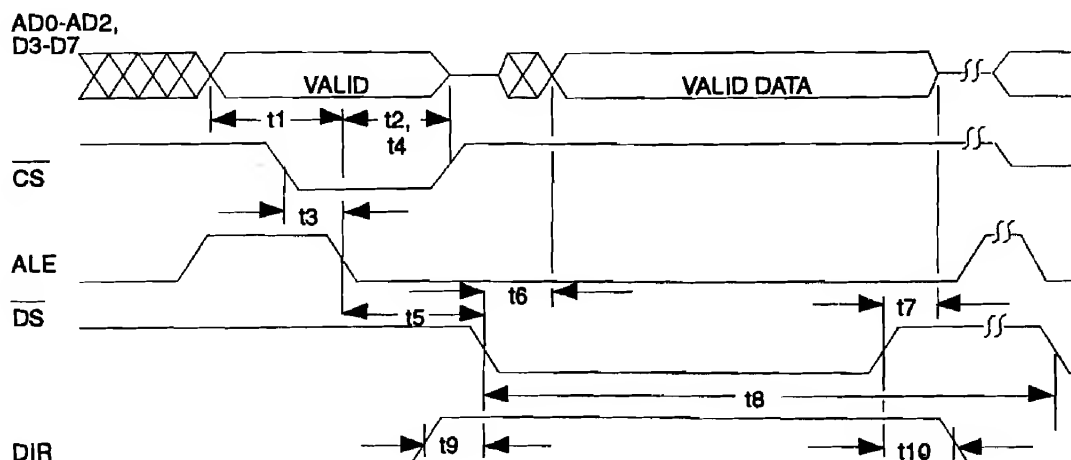 AD0-AD2,
D3-D7
VALID
VALID DATA
t1
t2,
t4
CS
t3
ALE
t6
t7
DS
t5
t8
DIR
t9
t10